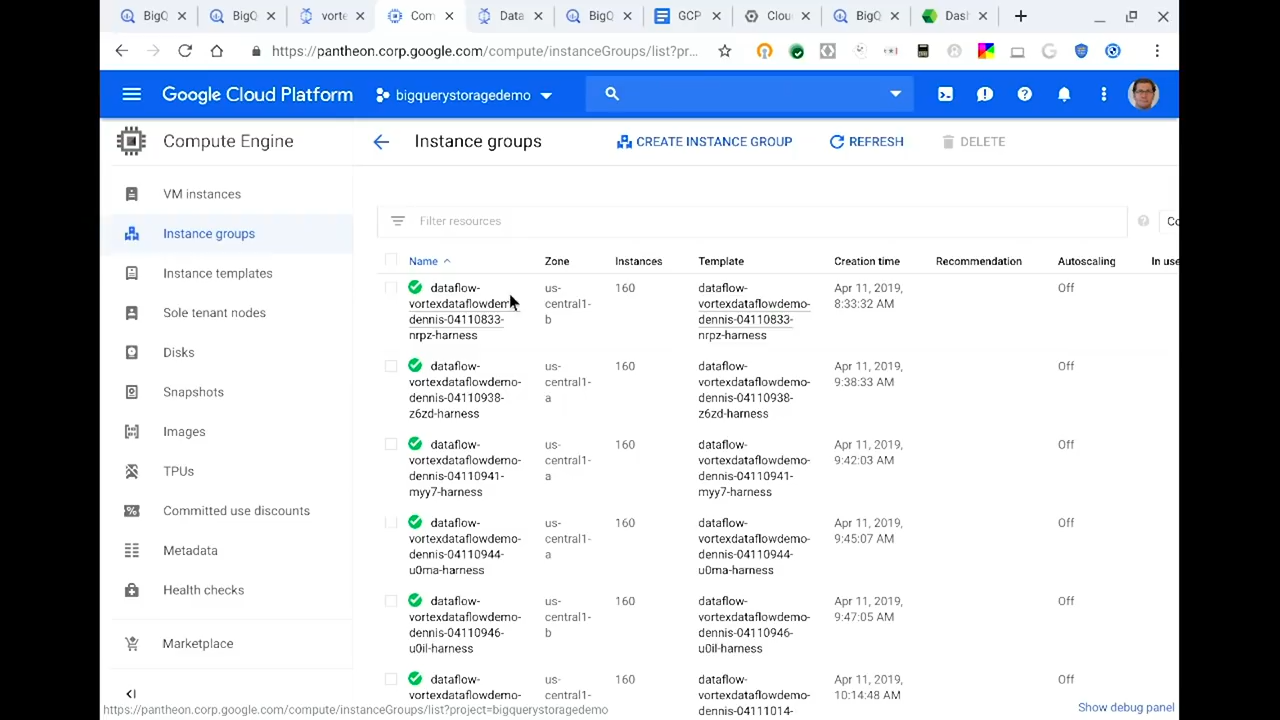 BigQ
BigQ
vorte
Com
Data
BigQ
GCP
Clou
BigQ
Dash
https://pantheon.corp.google.com/compute/instanceGroups/list?pr...
Google Cloud Platform
bigquerystoragedemo
Compute Engine
Instance groups
CREATE INSTANCE GROUP
REFRESH
DELETE
VM instances
Instance groups
Instance templates
Sole tenant nodes
Disks
Snapshots
Images
TPUs
Committed use discounts
Metadata
Health checks
Marketplace
Filter resources
Co
Name Zone Instances Template Creation time Recommendation Autoscaling In use
dataflow- us- 160 dataflow- Apr 11, 2019, Off
vortexdataflowdem central1- vortexdataflowdemo- 8:33:32 AM
dennis-04110833- b dennis-04110833-
nrpz-harness nrpz-harness
dataflow- us- 160 dataflow- Apr 11, 2019, Off
vortexdataflowdemo- central1- vortexdataflowdemo- 9:38:33 AM
dennis-04110938- a dennis-04110938-
z6zd-harness z6zd-harness
dataflow- us- 160 dataflow- Apr 11, 2019, Off
vortexdataflowdemo- central1- vortexdataflowdemo- 9:42:03 AM
dennis-04110941- a dennis-04110941-
myy7-harness myy7-harness
dataflow- us- 160 dataflow- Apr 11, 2019, Off
vortexdataflowdemo- central1- vortexdataflowdemo- 9:45:07 AM
dennis-04110944- a dennis-04110944-
u0ma-harness u0ma-harness
dataflow- us- 160 dataflow- Apr 11, 2019, Off
vortexdataflowdemo- central1- vortexdataflowdemo- 9:47:05 AM
dennis-04110946- b dennis-04110946-
u0il-harness u0il-harness
dataflow- us- 160 dataflow- Apr 11, 2019, Off
vortexdataflowdemo- central1- vortexdataflowdemo- 10:14:48 AM
dennis-04111014-
https://pantheon.corp.google.com/compute/instanceGroups/list?project=bigquerystoragedemo
Show debug panel